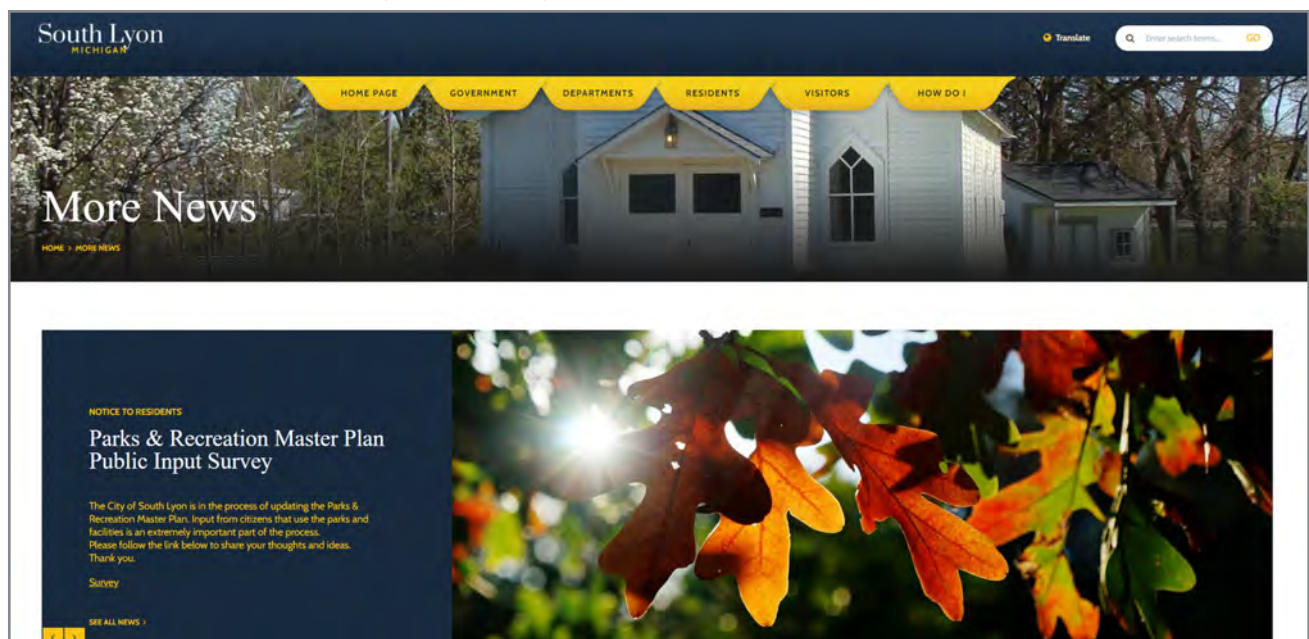 South Lyon
MICHIGAN
Translate
Enter search terms...
GO
HOME PAGE
GOVERNMENT
DEPARTMENTS
RESIDENTS
VISITORS
HOW DO I
More News
HOME > MORE NEWS
NOTICE TO RESIDENTS
Parks & Recreation Master Plan
Public Input Survey
The City of South Lyon is in the process of updating the Parks &
Recreation Master Plan. Input from citizens that use the parks and
facilities is an extremely important part of the process.
Please follow the link below to share your thoughts and ideas.
Thank you.
Survey
SEE ALL NEWS >